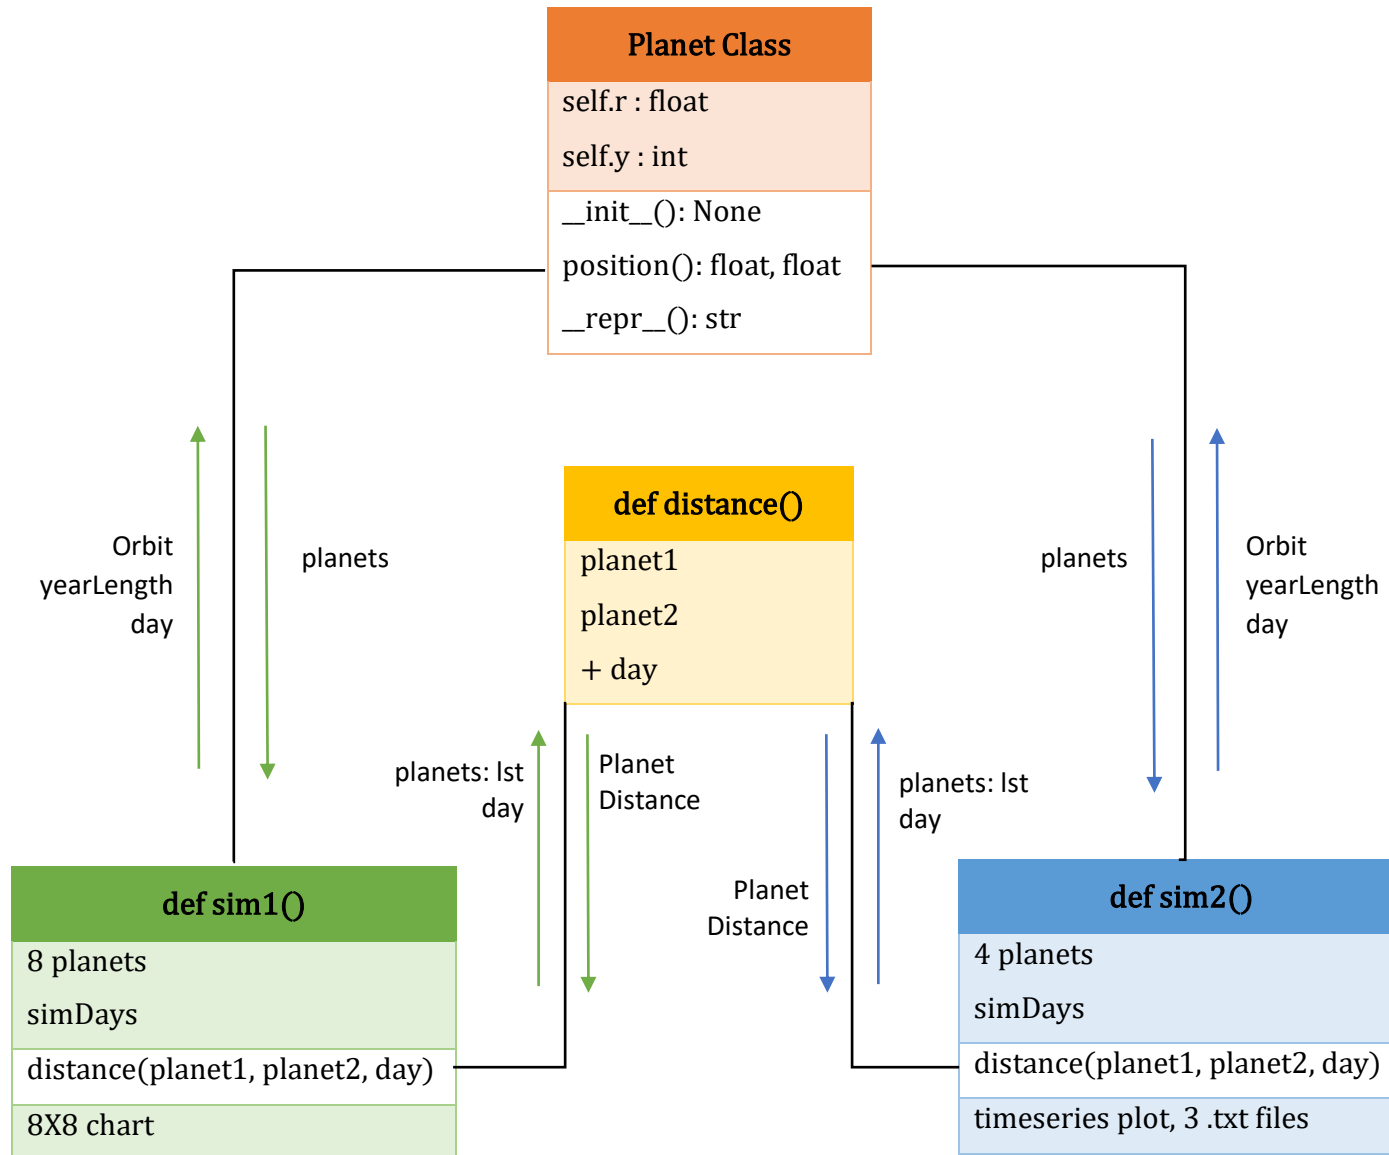 Planet Class
self.r : float
self.y : int
__init__(): None
position(): float, float
__repr__(): str
Orbit
yearLength
day
planets
def distance()
planet1
planet2
+ day
planets
Orbit
yearLength
day
planets: lst
day
Planet
Distance
Planet
Distance
planets: lst
day
def sim1()
8 planets
simDays
distance(planet1, planet2, day)
8X8 chart
def sim2()
4 planets
simDays
distance(planet1, planet2, day)
timeseries plot, 3 .txt files